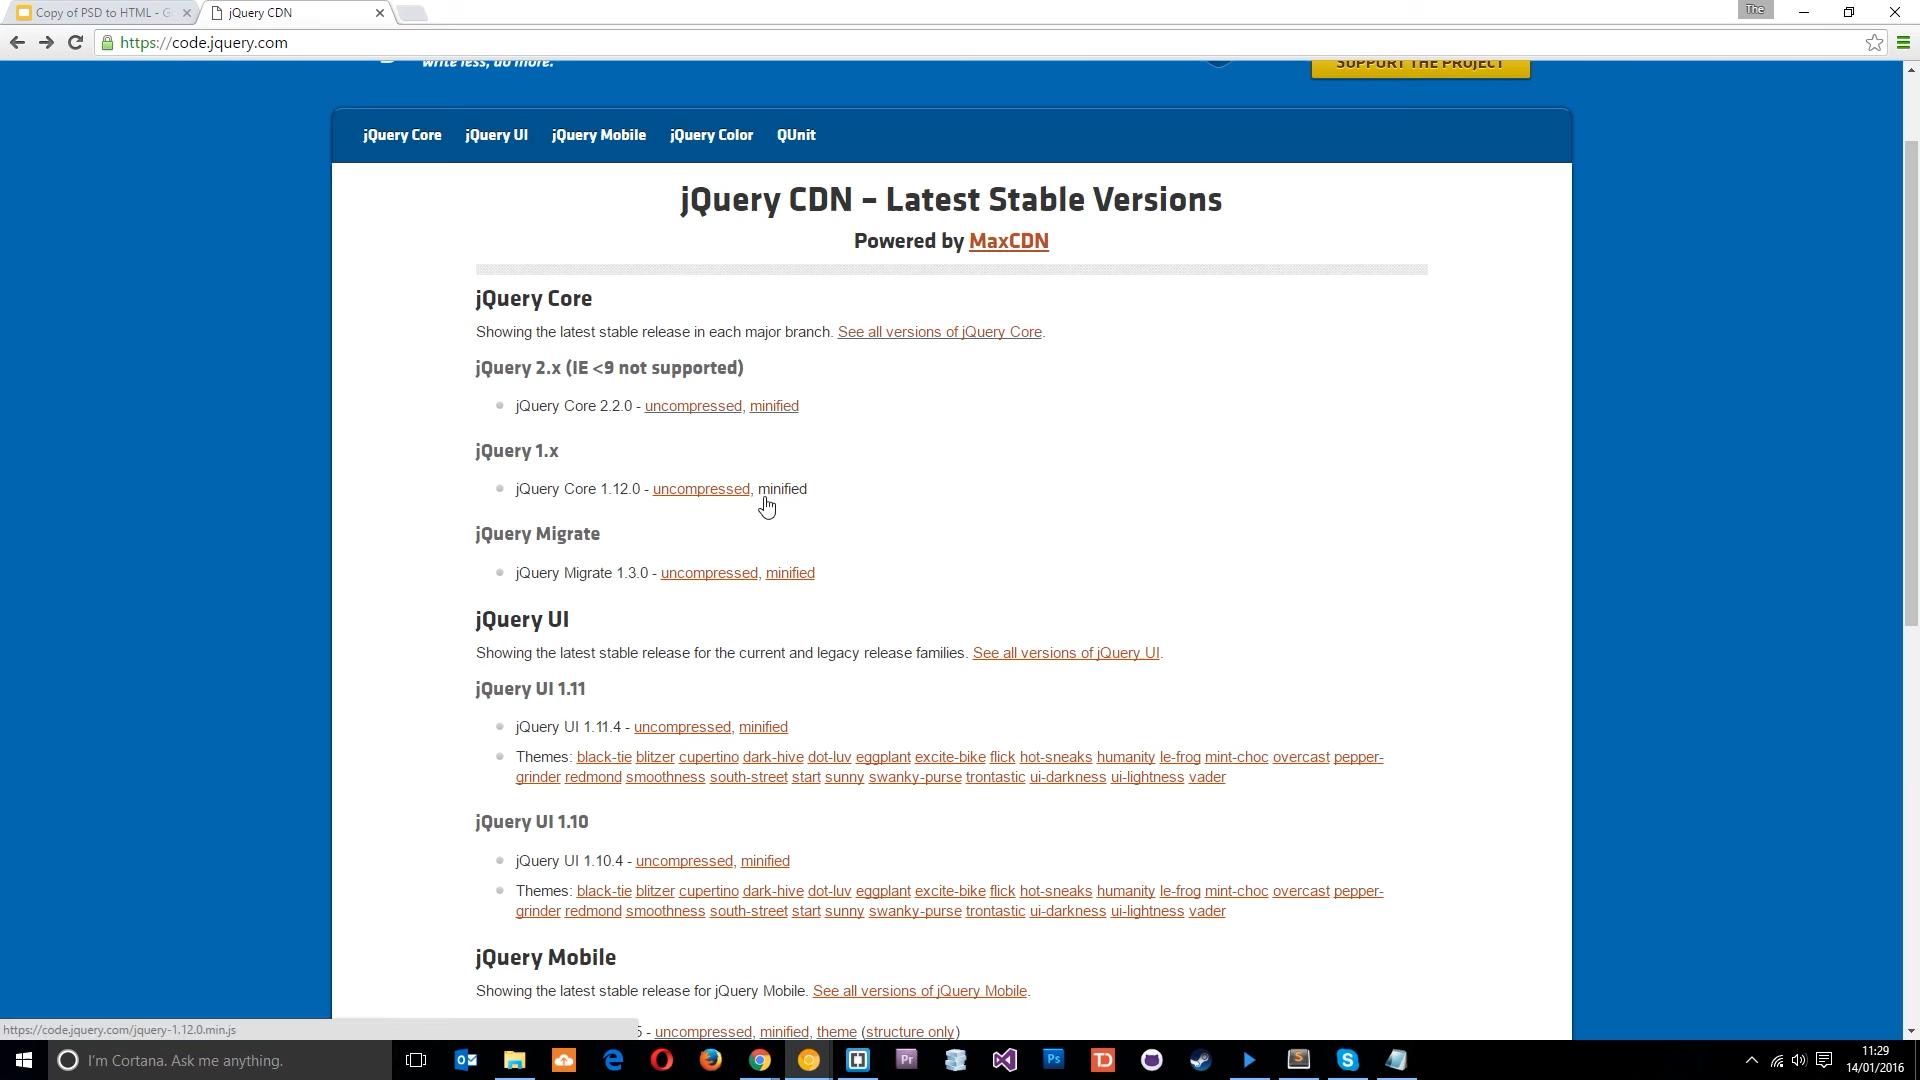 Copy of PSD to HTML - G
jQuery CDN
The
https://code.jquery.com
write less, do more.
SUPPORT THE PROJECT
jQuery Core
jQuery UI
jQuery Mobile
jQuery Color
QUnit
jQuery CDN – Latest Stable Versions
Powered by MaxCDN
jQuery Core
Showing the latest stable release in each major branch. See all versions of jQuery Core.
jQuery 2.x (IE <9 not supported)
jQuery Core 2.2.0 - uncompressed, minified
jQuery 1.x
jQuery Core 1.12.0 - uncompressed, minified
jQuery Migrate
jQuery Migrate 1.3.0 - uncompressed, minified
jQuery UI
Showing the latest stable release for the current and legacy release families. See all versions of jQuery UI.
jQuery UI 1.11
jQuery UI 1.11.4 - uncompressed, minified
Themes: black-tie blitzer cupertino dark-hive dot-luv eggplant excite-bike flick hot-sneaks humanity le-frog mint-choc overcast pepper-
grinder redmond smoothness south-street start sunny swanky-purse trontastic ui-darkness ui-lightness vader
jQuery UI 1.10
jQuery UI 1.10.4 - uncompressed, minified
Themes: black-tie blitzer cupertino dark-hive dot-luv eggplant excite-bike flick hot-sneaks humanity le-frog mint-choc overcast pepper-
grinder redmond smoothness south-street start sunny swanky-purse trontastic ui-darkness ui-lightness vader
jQuery Mobile
Showing the latest stable release for jQuery Mobile. See all versions of jQuery Mobile.
5 - uncompressed, minified, theme (structure only)
https://code.jquery.com/jquery-1.12.0.min.js
I'm Cortana. Ask me anything.
Pr
Ps
TD
S
11:29
14/01/2016